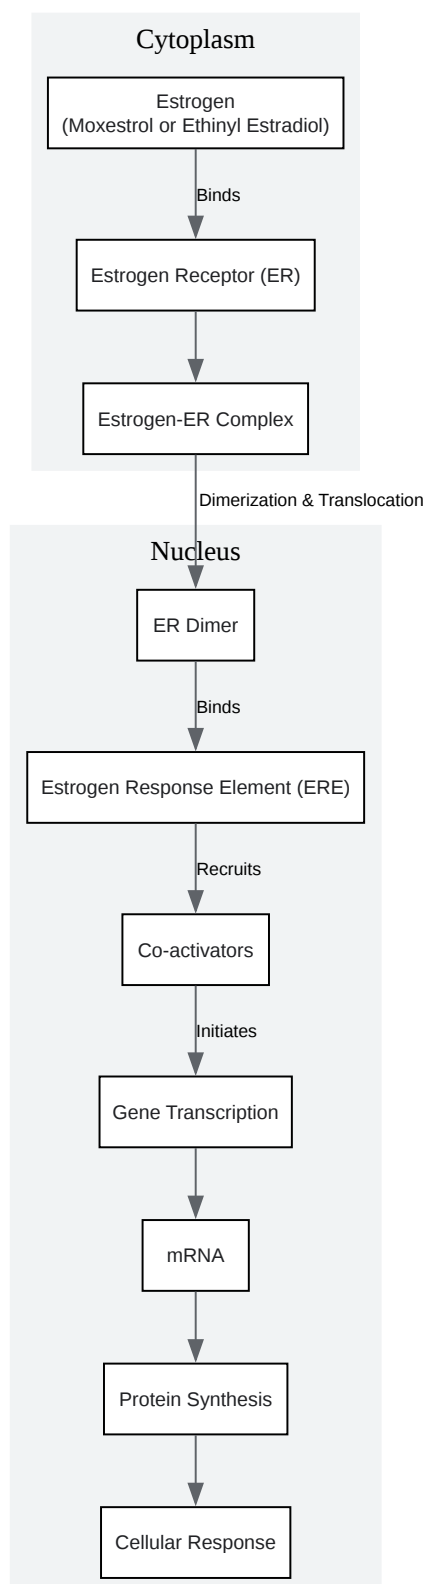 Cytoplasm
Estrogen
(Moxestrol or Ethinyl Estradiol)
Binds
Estrogen Receptor (ER)
Estrogen-ER Complex
Dimerization & Translocation
Nucleus
ER Dimer
Binds
Estrogen Response Element (ERE)
Recruits
Co-activators
Initiates
Gene Transcription
mRNA
Protein Synthesis
Cellular Response